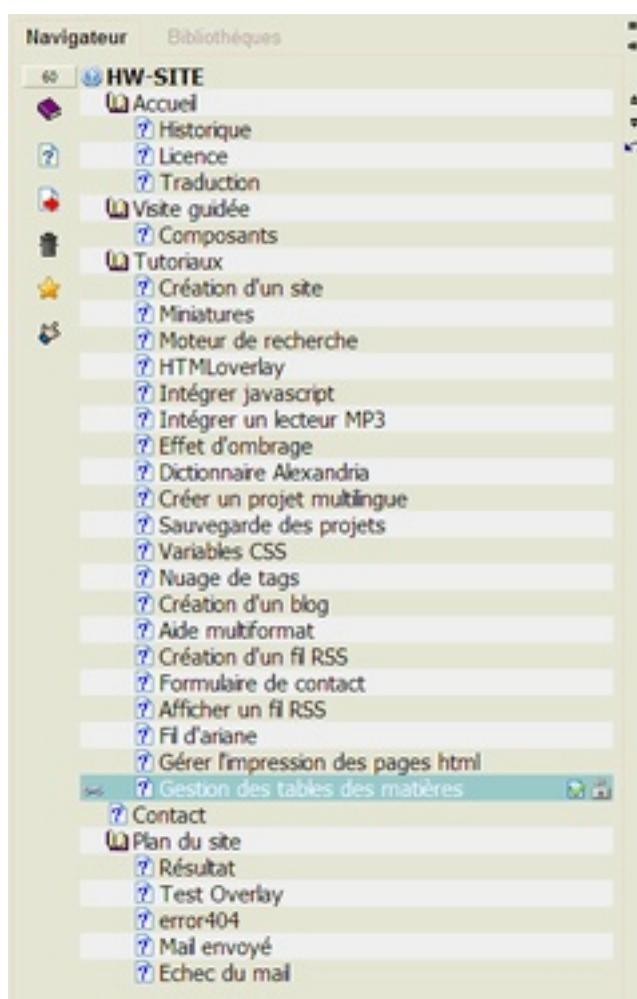 Navigateur Bibliothéques
60 HW-SITE
Accueil
Historique
Licence
Traduction
Visite guidée
Composants
Tutoriaux
Création d'un site
Miniatures
Moteur de recherche
HTMLoverlay
Intégrer javascript
Intégrer un lecteur MP3
Effet d'ombrage
Dictionnaire Alexandria
Créer un projet multilingue
Sauvegarde des projets
Variables CSS
Nuage de tags
Création d'un blog
Aide multiformat
Création d'un fil RSS
Formulaire de contact
Afficher un fil RSS
Fil d'ariane
Gérer l'impression des pages html
Gestion des tables des matières
Contact
Plan du site
Résultat
Test Overlay
error404
Mail envoyé
Echec du mail